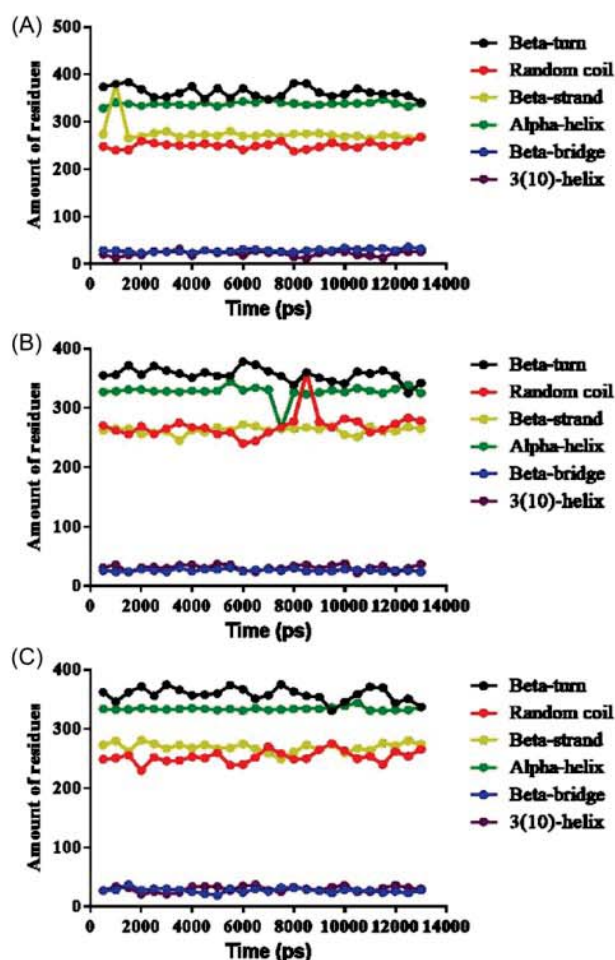 (A)
500
400
300
200
100
0
Amount of residues
0 2000 4000 6000 8000 10000 12000 14000
Time (ps)
Beta-turn
Random coil
Beta-strand
Alpha-helix
Beta-bridge
3(10)-helix
(B)
400
300
200
100
0
Amount of residues
0 2000 4000 6000 8000 10000 12000 14000
Time (ps)
Beta-turn
Random coil
Beta-strand
Alpha-helix
Beta-bridge
3(10)-helix
(C)
400
300
200
100
0
Amount of residues
0 2000 4000 6000 8000 10000 12000 14000
Time (ps)
Beta-turn
Random coil
Beta-strand
Alpha-helix
Beta-bridge
3(10)-helix